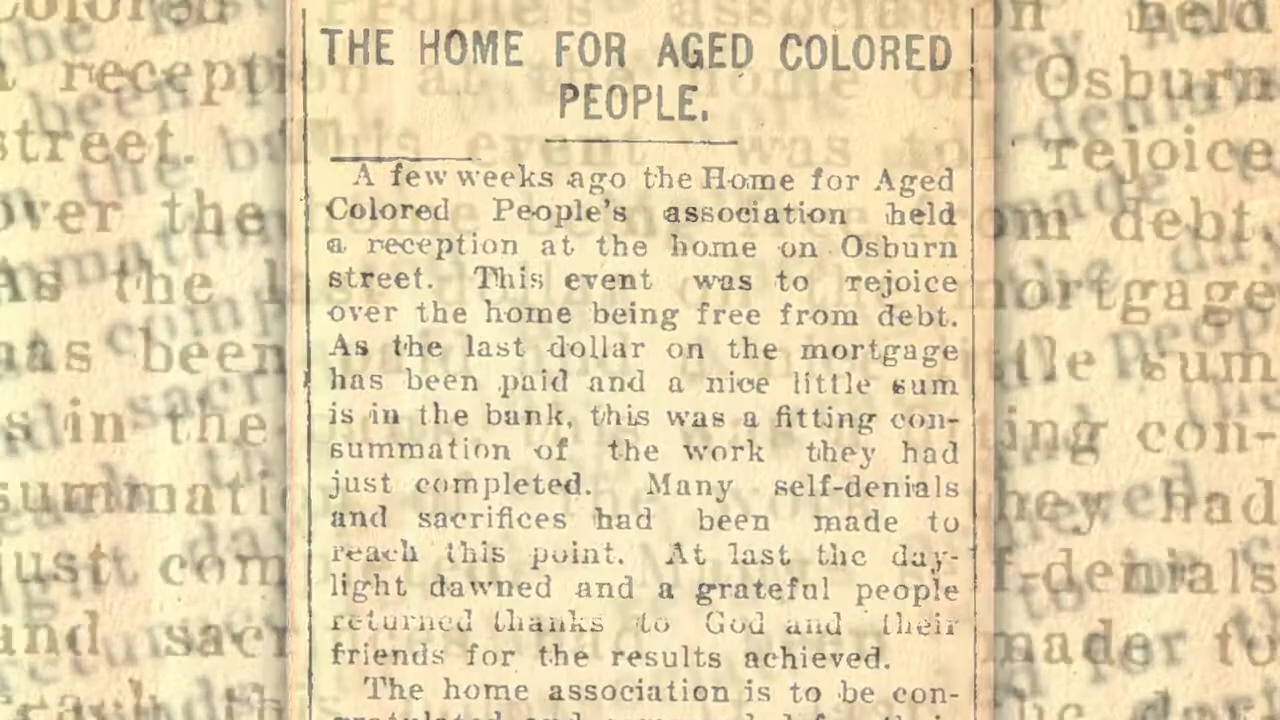 THE HOME FOR AGED COLORED
PEOPLE.
A few weeks ago the Home for Aged
Colored People's association held
a reception at the home on Osburn
street. This event was to rejoice
over the home being free from debt.
As the last dollar on the mortgage
has been paid and a nice little sum
is in the bank, this was a fitting con-
summation of the work they had
just completed. Many self-denials
and sacrifices had been made to
reach this point. At last the day-
light dawned and a grateful people
returned thanks to God and their
friends for the results achieved.
The home association is to be con-